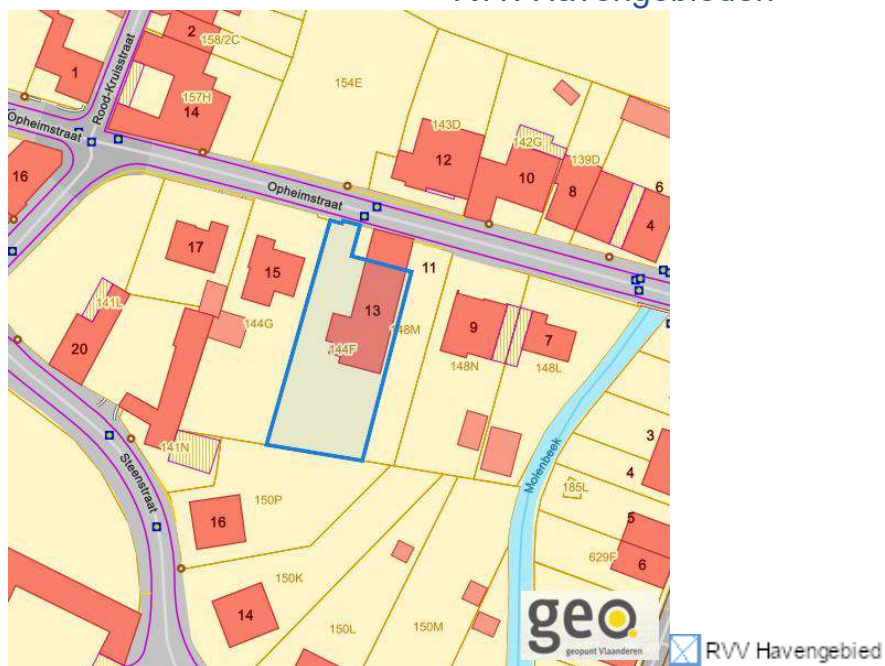 RVV Havengebieden
2
158/2C
1
154E
Rood-Kruisstraat
157H
14
143D
Opheimstraat
142G
12
139D
16
10
8
6
Opheimstraat
4
17
15
11
141L
13
144G
148M
9
7
20
144F
148N
148L
141N
3
Molenbeek
4
Steenstraat
185L
150P
16
5
629E
6
150K
14
150L
150M
geo
geopunt Vlaanderen
RVV Havengebied